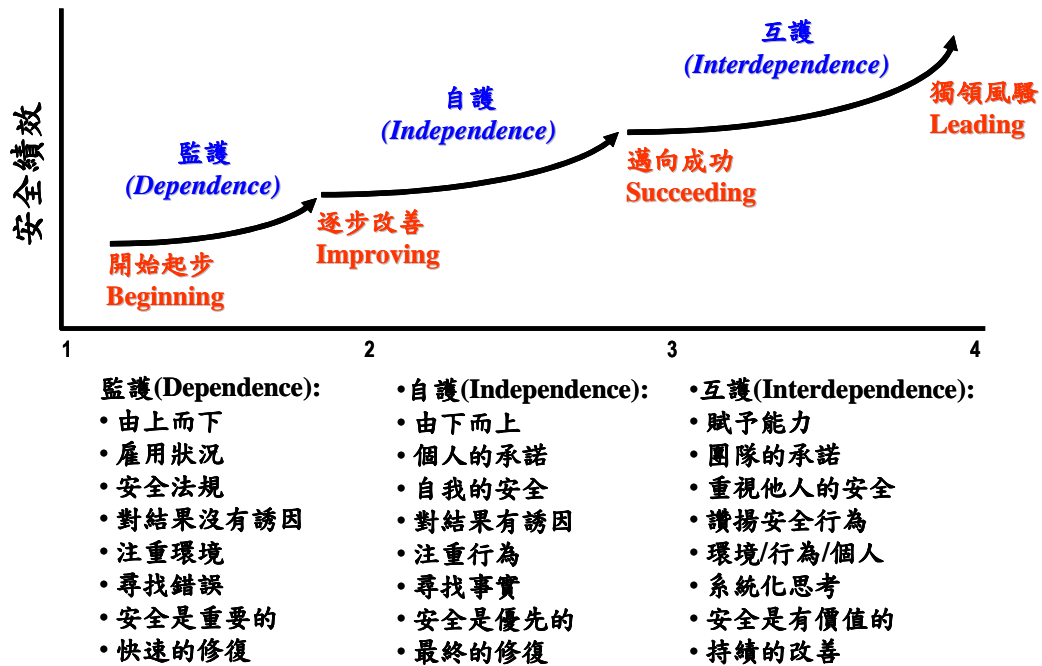 安全績效
互護
(Interdependence)
獨領風騷
Leading
自護
(Independence)
邁向成功
Succeeding
監護
(Dependence)
逐步改善
Improving
開始起步
Beginning
1 2 3 4
監護(Dependence):
• 由上而下
• 雇用狀況
• 安全法規
• 對結果沒有誘因
• 注重環境
• 尋找錯誤
• 安全是重要的
• 快速的修復
•自護(Independence):
• 由下而上
• 個人的承諾
• 自我的安全
• 對結果有誘因
• 注重行為
• 尋找事實
• 安全是優先的
• 最終的修復
•互護(Interdependence):
• 賦予能力
• 團隊的承諾
• 重視他人的安全
• 讚揚安全行為
• 環境/行為/個人
• 系統化思考
• 安全是有價值的
• 持續的改善